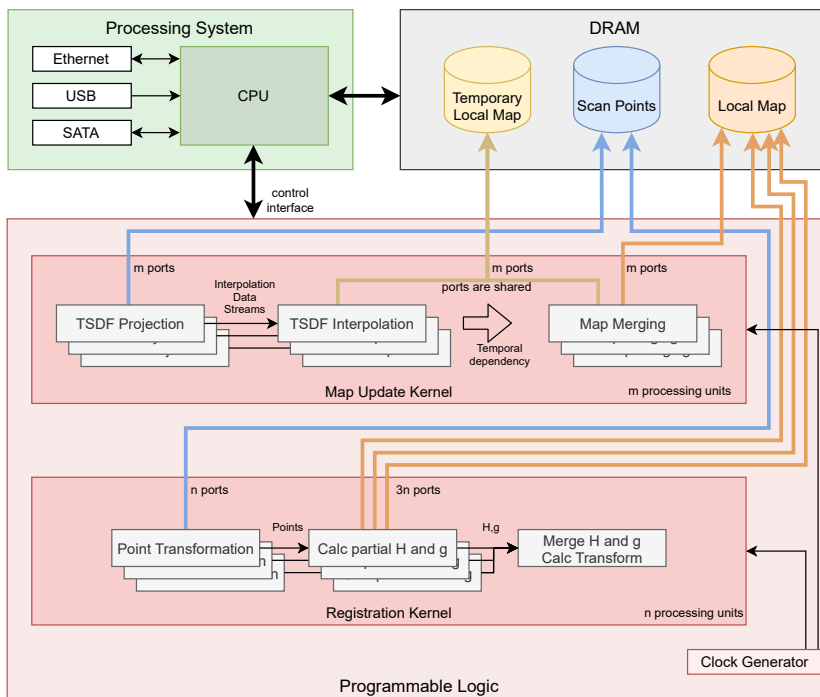 Processing System
Ethernet
USB
SATA
CPU
DRAM
Temporary
Local Map
Scan Points
Local Map
control
interface
m ports
Interpolation
Data
Streams
m ports
ports are shared
m ports
TSDF Projection
TSDF Interpolation
Temporal
dependency
Map Merging
Map Update Kernel
m processing units
n ports
3n ports
Points
H,g
Point Transformation
Calc partial H and g
Merge H and g
Calc Transform
Registration Kernel
n processing units
Clock Generator
Programmable Logic